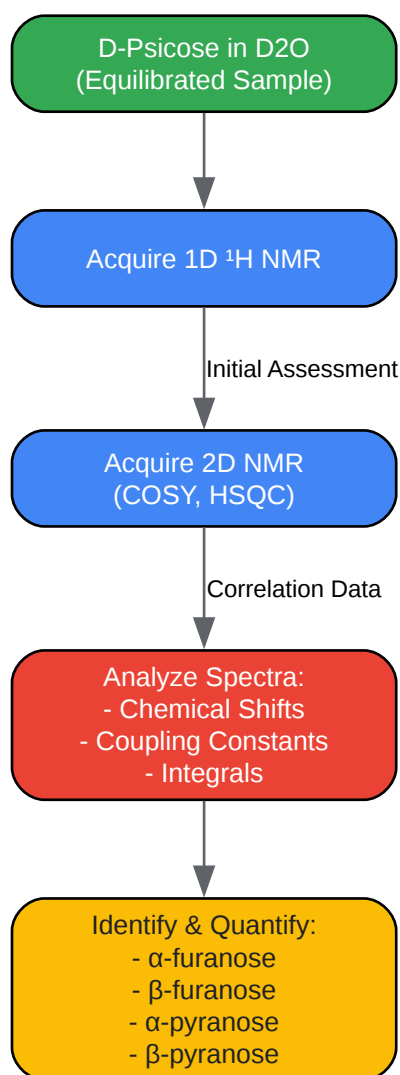 D-Psicose in D2O
(Equilibrated Sample)
Acquire 1D ¹H NMR
Initial Assessment
Acquire 2D NMR
(COSY, HSQC)
Correlation Data
Analyze Spectra:
- Chemical Shifts
- Coupling Constants
- Integrals
Identify & Quantify:
- α-furanose
- β-furanose
- α-pyranose
- β-pyranose